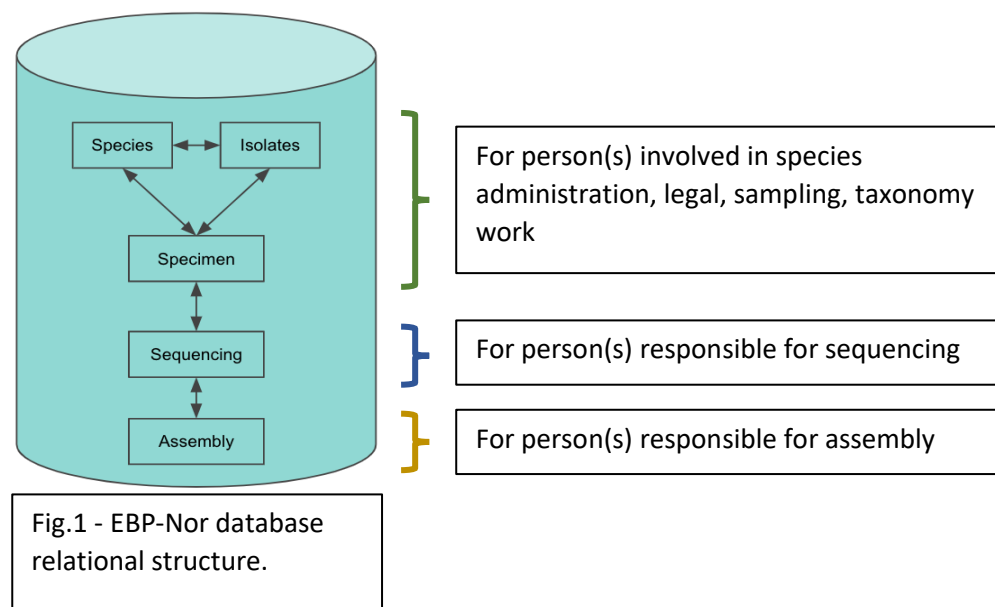 Species
Isolates
Specimen
Sequencing
Assembly
For person(s) involved in species
administration, legal, sampling, taxonomy
work
For person(s) responsible for sequencing
For person(s) responsible for assembly
Fig.1 - EBP-Nor database
relational structure.